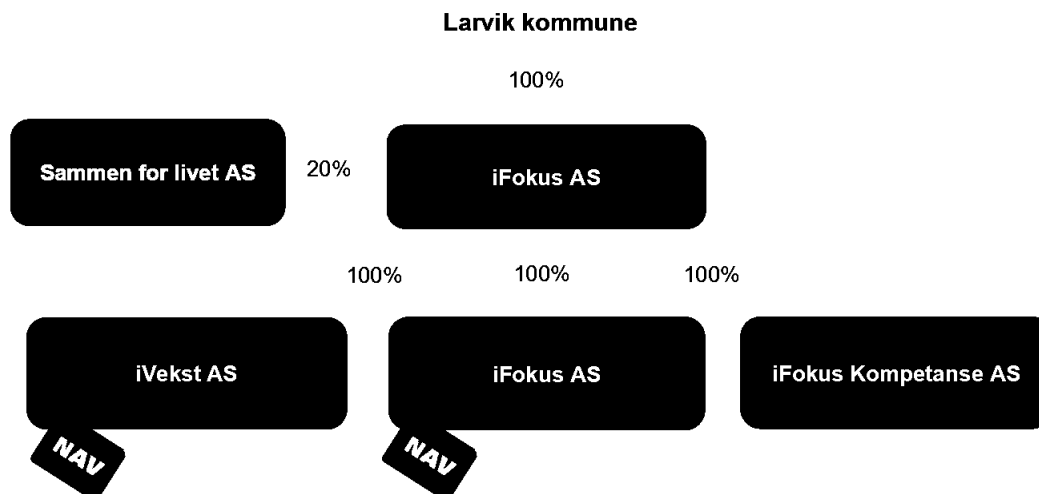 Larvik kommune
100%
Sammen for livet AS
20%
iFokus AS
100%
100%
100%
iVekst AS
iFokus AS
iFokus Kompetanse AS
NAV
NAV